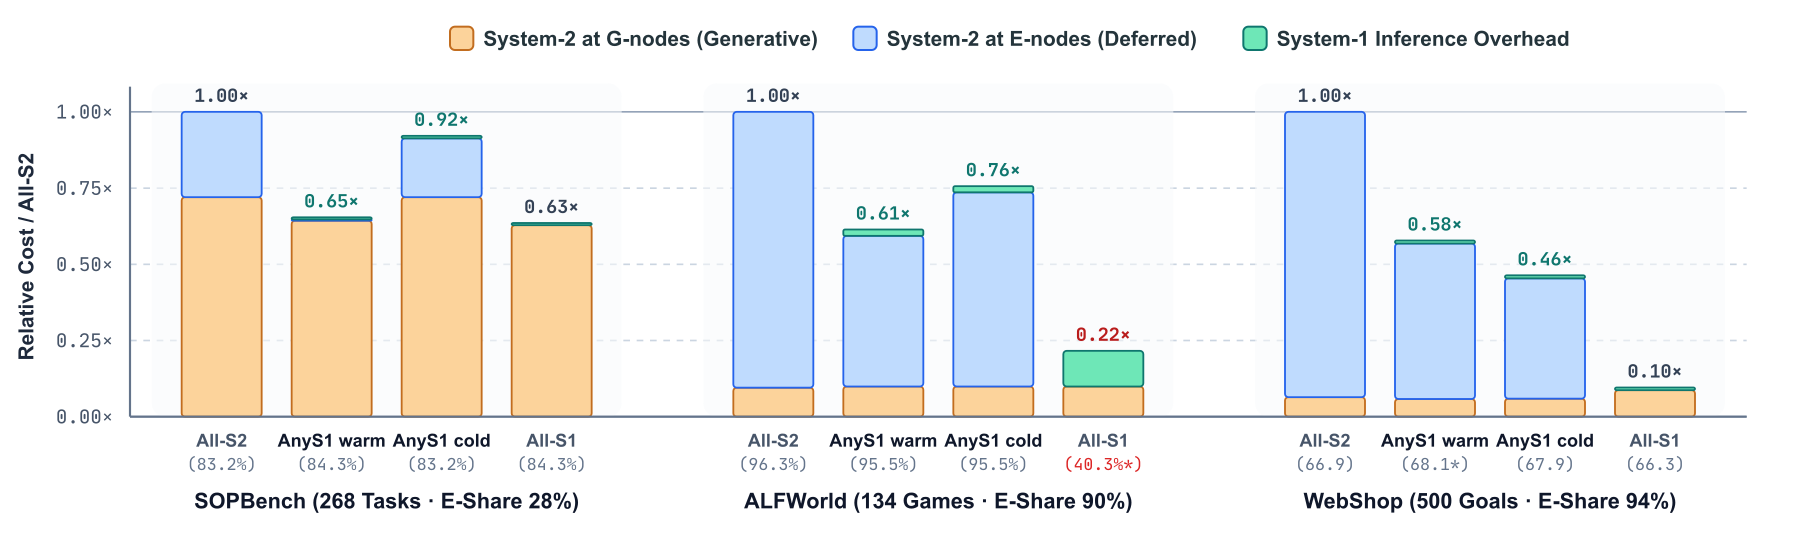 System-2 at G-nodes (Generative) System-2 at E-nodes (Deferred) System-1 Inference Overhead
Relative Cost / All-S2
1.00×
0.75×
0.50×
0.25×
0.00×
1.00× 0.65× 0.92× 0.63×
1.00× 0.61× 0.76× 0.22×
1.00× 0.58× 0.46× 0.10×
All-S2 AnyS1 warm AnyS1 cold All-S1
(83.2%) (84.3%) (83.2%) (84.3%)
SOPBench (268 Tasks · E-Share 28%)
All-S2 AnyS1 warm AnyS1 cold All-S1
(96.3%) (95.5%) (95.5%) (40.3%*)
ALFWorld (134 Games · E-Share 90%)
All-S2 AnyS1 warm AnyS1 cold All-S1
(66.9) (68.1*) (67.9) (66.3)
WebShop (500 Goals · E-Share 94%)